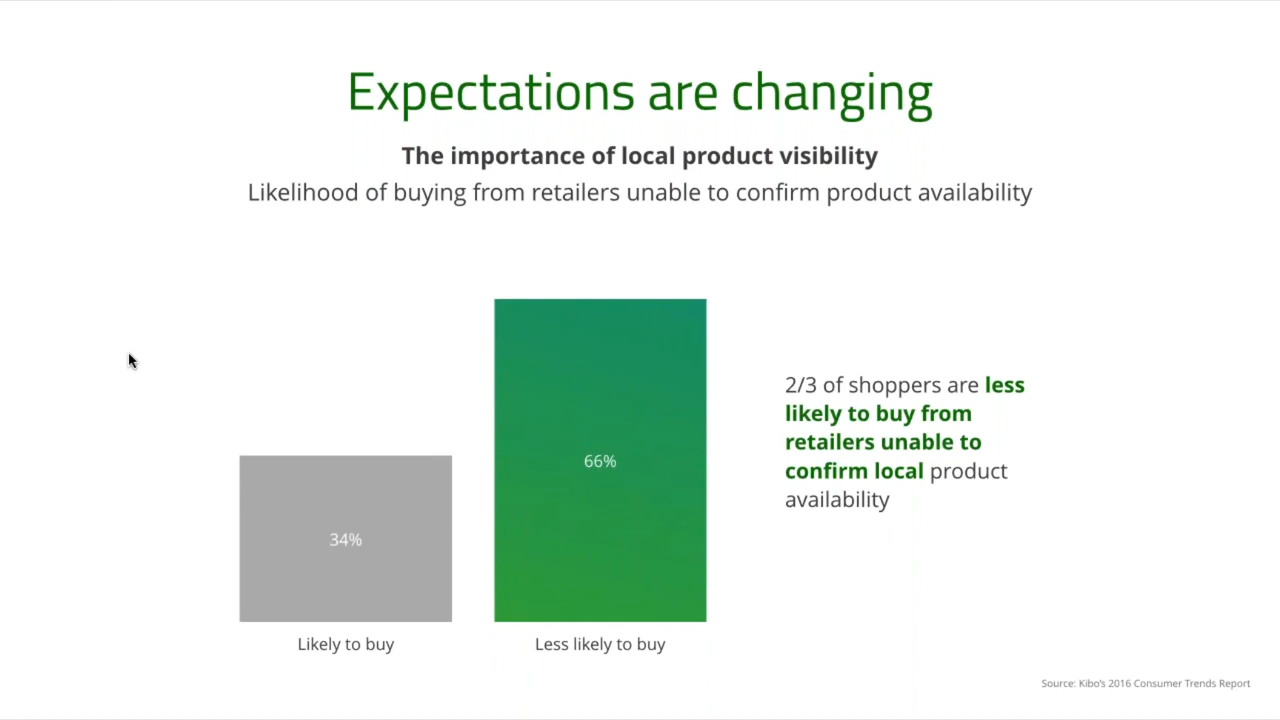 Expectations are changing
The importance of local product visibility
Likelihood of buying from retailers unable to confirm product availability
34%
66%
Likely to buy
Less likely to buy
2/3 of shoppers are less
likely to buy from
retailers unable to
confirm local product
availability
Source: Kibo's 2016 Consumer Trends Report